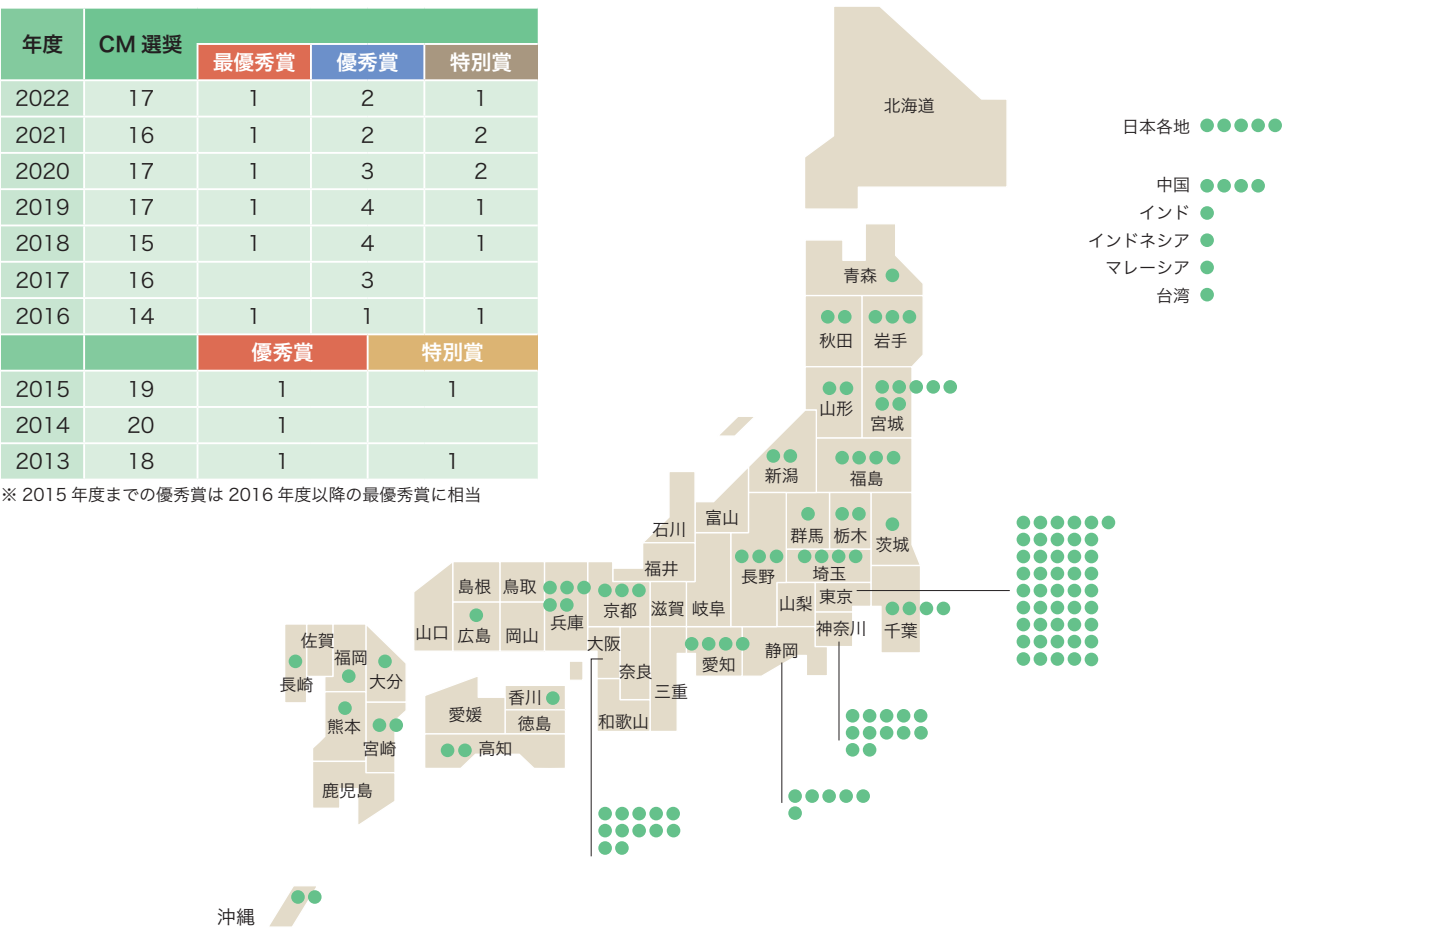 年度 CM 選奨
最優秀賞 優秀賞 特別賞
2022 17 1 2 1
2021 16 1 2 2
2020 17 1 3 2
2019 17 1 4 1
2018 15 1 4 1
2017 16 3
2016 14 1 1 1
優秀賞 特別賞
2015 19 1 1
2014 20 1
2013 18 1 1
※ 2015 年度までの優秀賞は 2016 年度以降の最優秀賞に相当
北海道
日本各地
中国
インド
インドネシア
マレーシア
台湾
青森
秋田 岩手
山形 宮城
新潟 福島
石川 富山 群馬 栃木 茨城
福井 長野 埼玉
島根 鳥取 兵庫 京都 滋賀 岐阜 山梨 東京
山口 広島 岡山 大阪 神奈川 千葉
奈良 三重 愛知 静岡
和歌山
佐賀 福岡 大分
長崎 熊本 宮崎
鹿児島
愛媛 香川
徳島
高知
沖縄